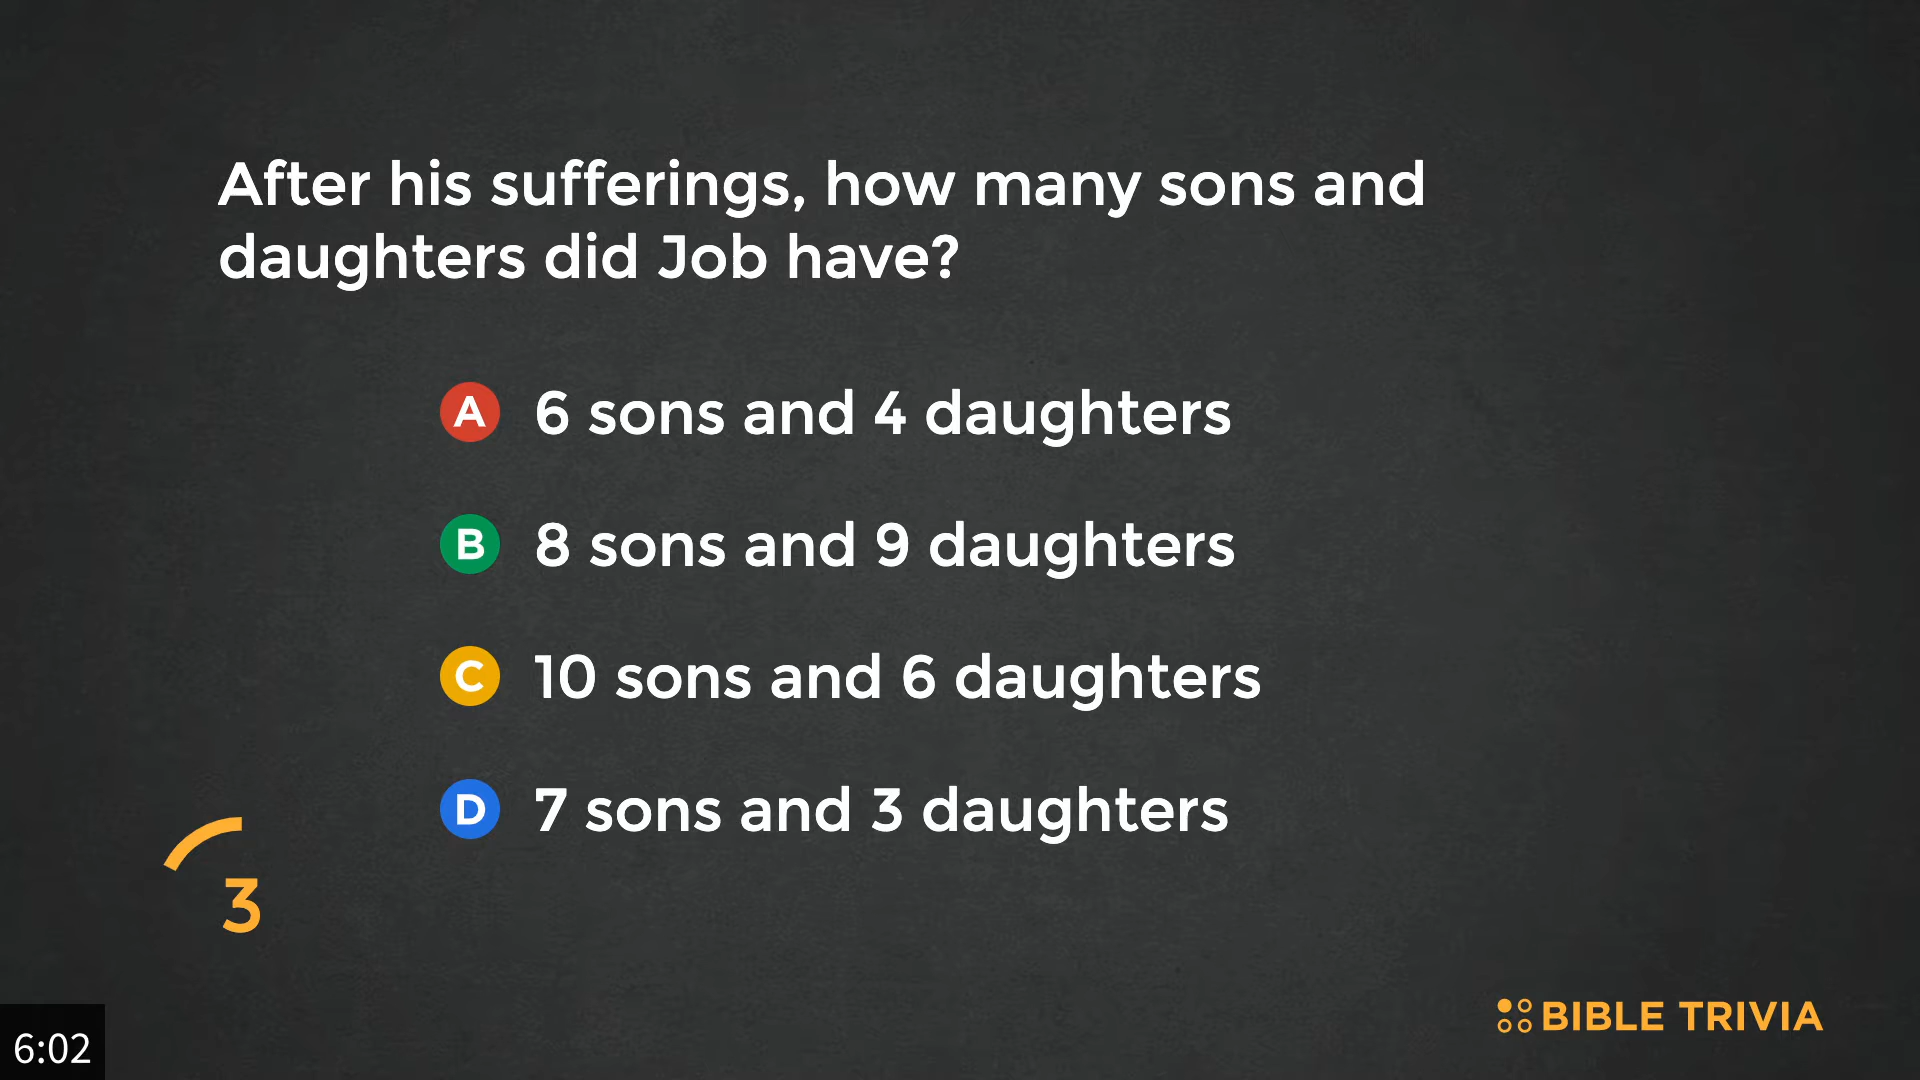 After his sufferings, how many sons and
daughters did Job have?
A 6 sons and 4 daughters
B 8 sons and 9 daughters
C 10 sons and 6 daughters
D 7 sons and 3 daughters
3
BIBLE TRIVIA
6:02